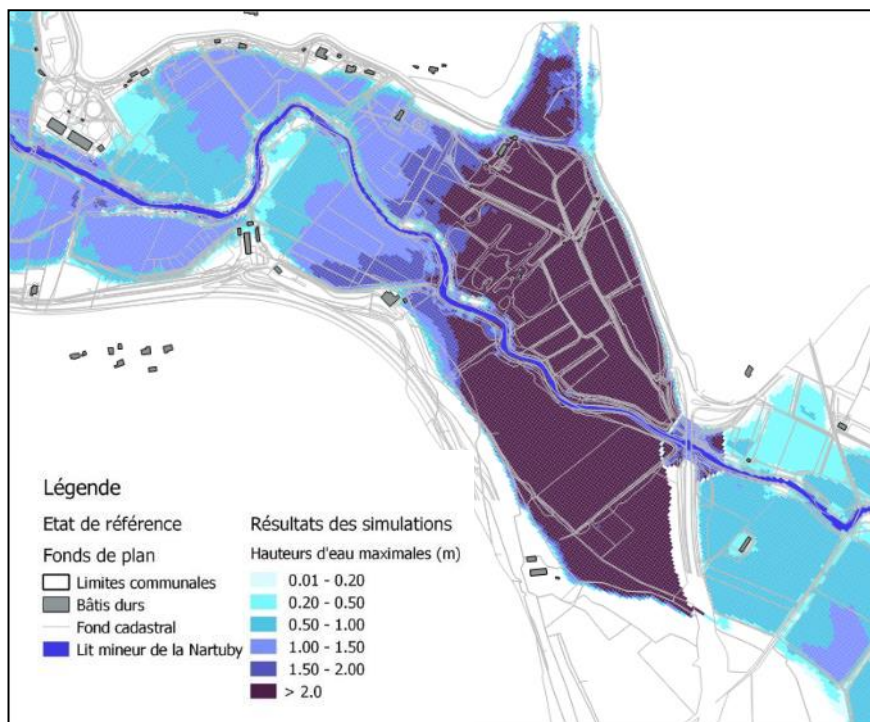 Légende
Etat de référence
Fonds de plan
Limites communales
Bâtis durs
Fond cadastral
Lit mineur de la Nartuby
Résultats des simulations
Hauteurs d'eau maximales (m)
0.01 - 0.20
0.20 - 0.50
0.50 - 1.00
1.00 - 1.50
1.50 - 2.00
> 2.0